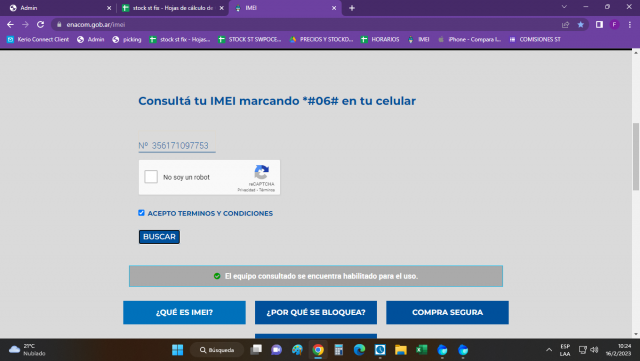 Admin
stock st fis - Hojas de cálculo de
IMEI
enacom.gob.ar/imei
F
Kerio Connect Client
Admin
picking
stock st fis - Hojas...
STOCK ST SWPOCE...
PRECIOS Y STOCKD...
HORARIOS
IMEI
iPhone - Compara l...
COMISIONES ST
Consultá tu IMEI marcando *#06# en tu celular
Nº 356171097753
No soy un robot
reCAPTCHA
Privacidad - Términos
ACEPTO TERMINOS Y CONDICIONES
BUSCAR
El equipo consultado se encuentra habilitado para el uso.
¿QUÉ ES IMEI?
¿POR QUÉ SE BLOQUEA?
COMPRA SEGURA
21°C
Nublado
Búsqueda
ESP
LAA
10:24
16/2/2023